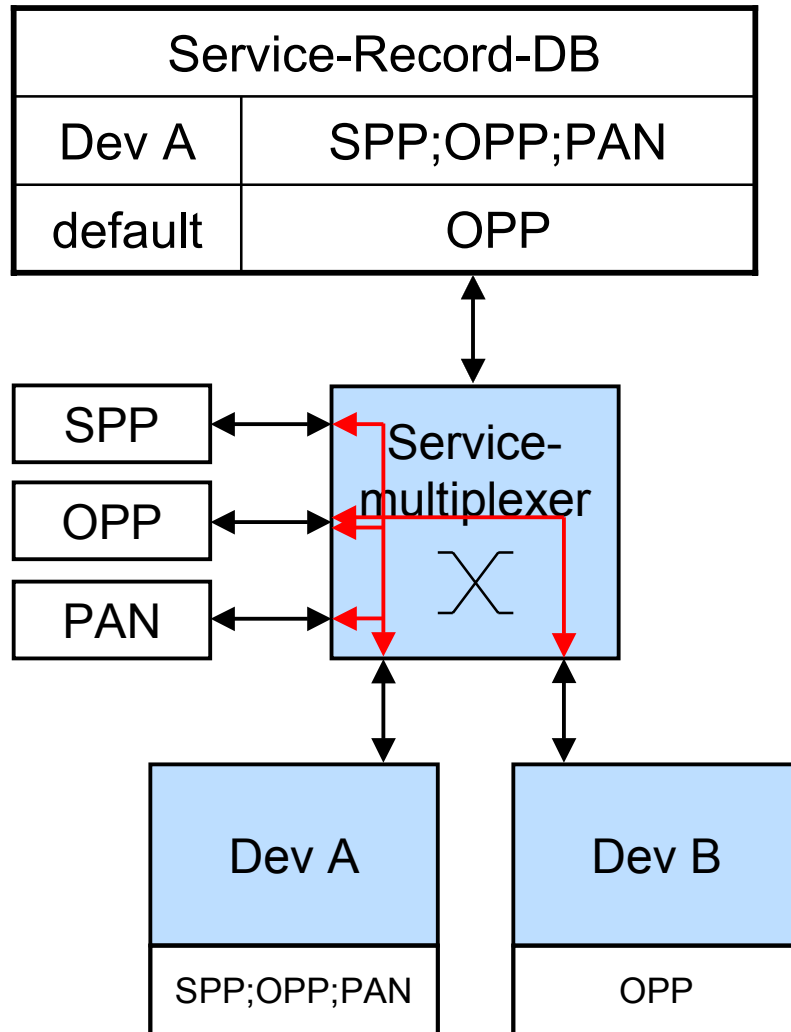 Service-Record-DB
Dev A SPP;OPP;PAN
default OPP
SPP
OPP
PAN
Service-
multiplexer
Dev A
Dev B
SPP;OPP;PAN
OPP